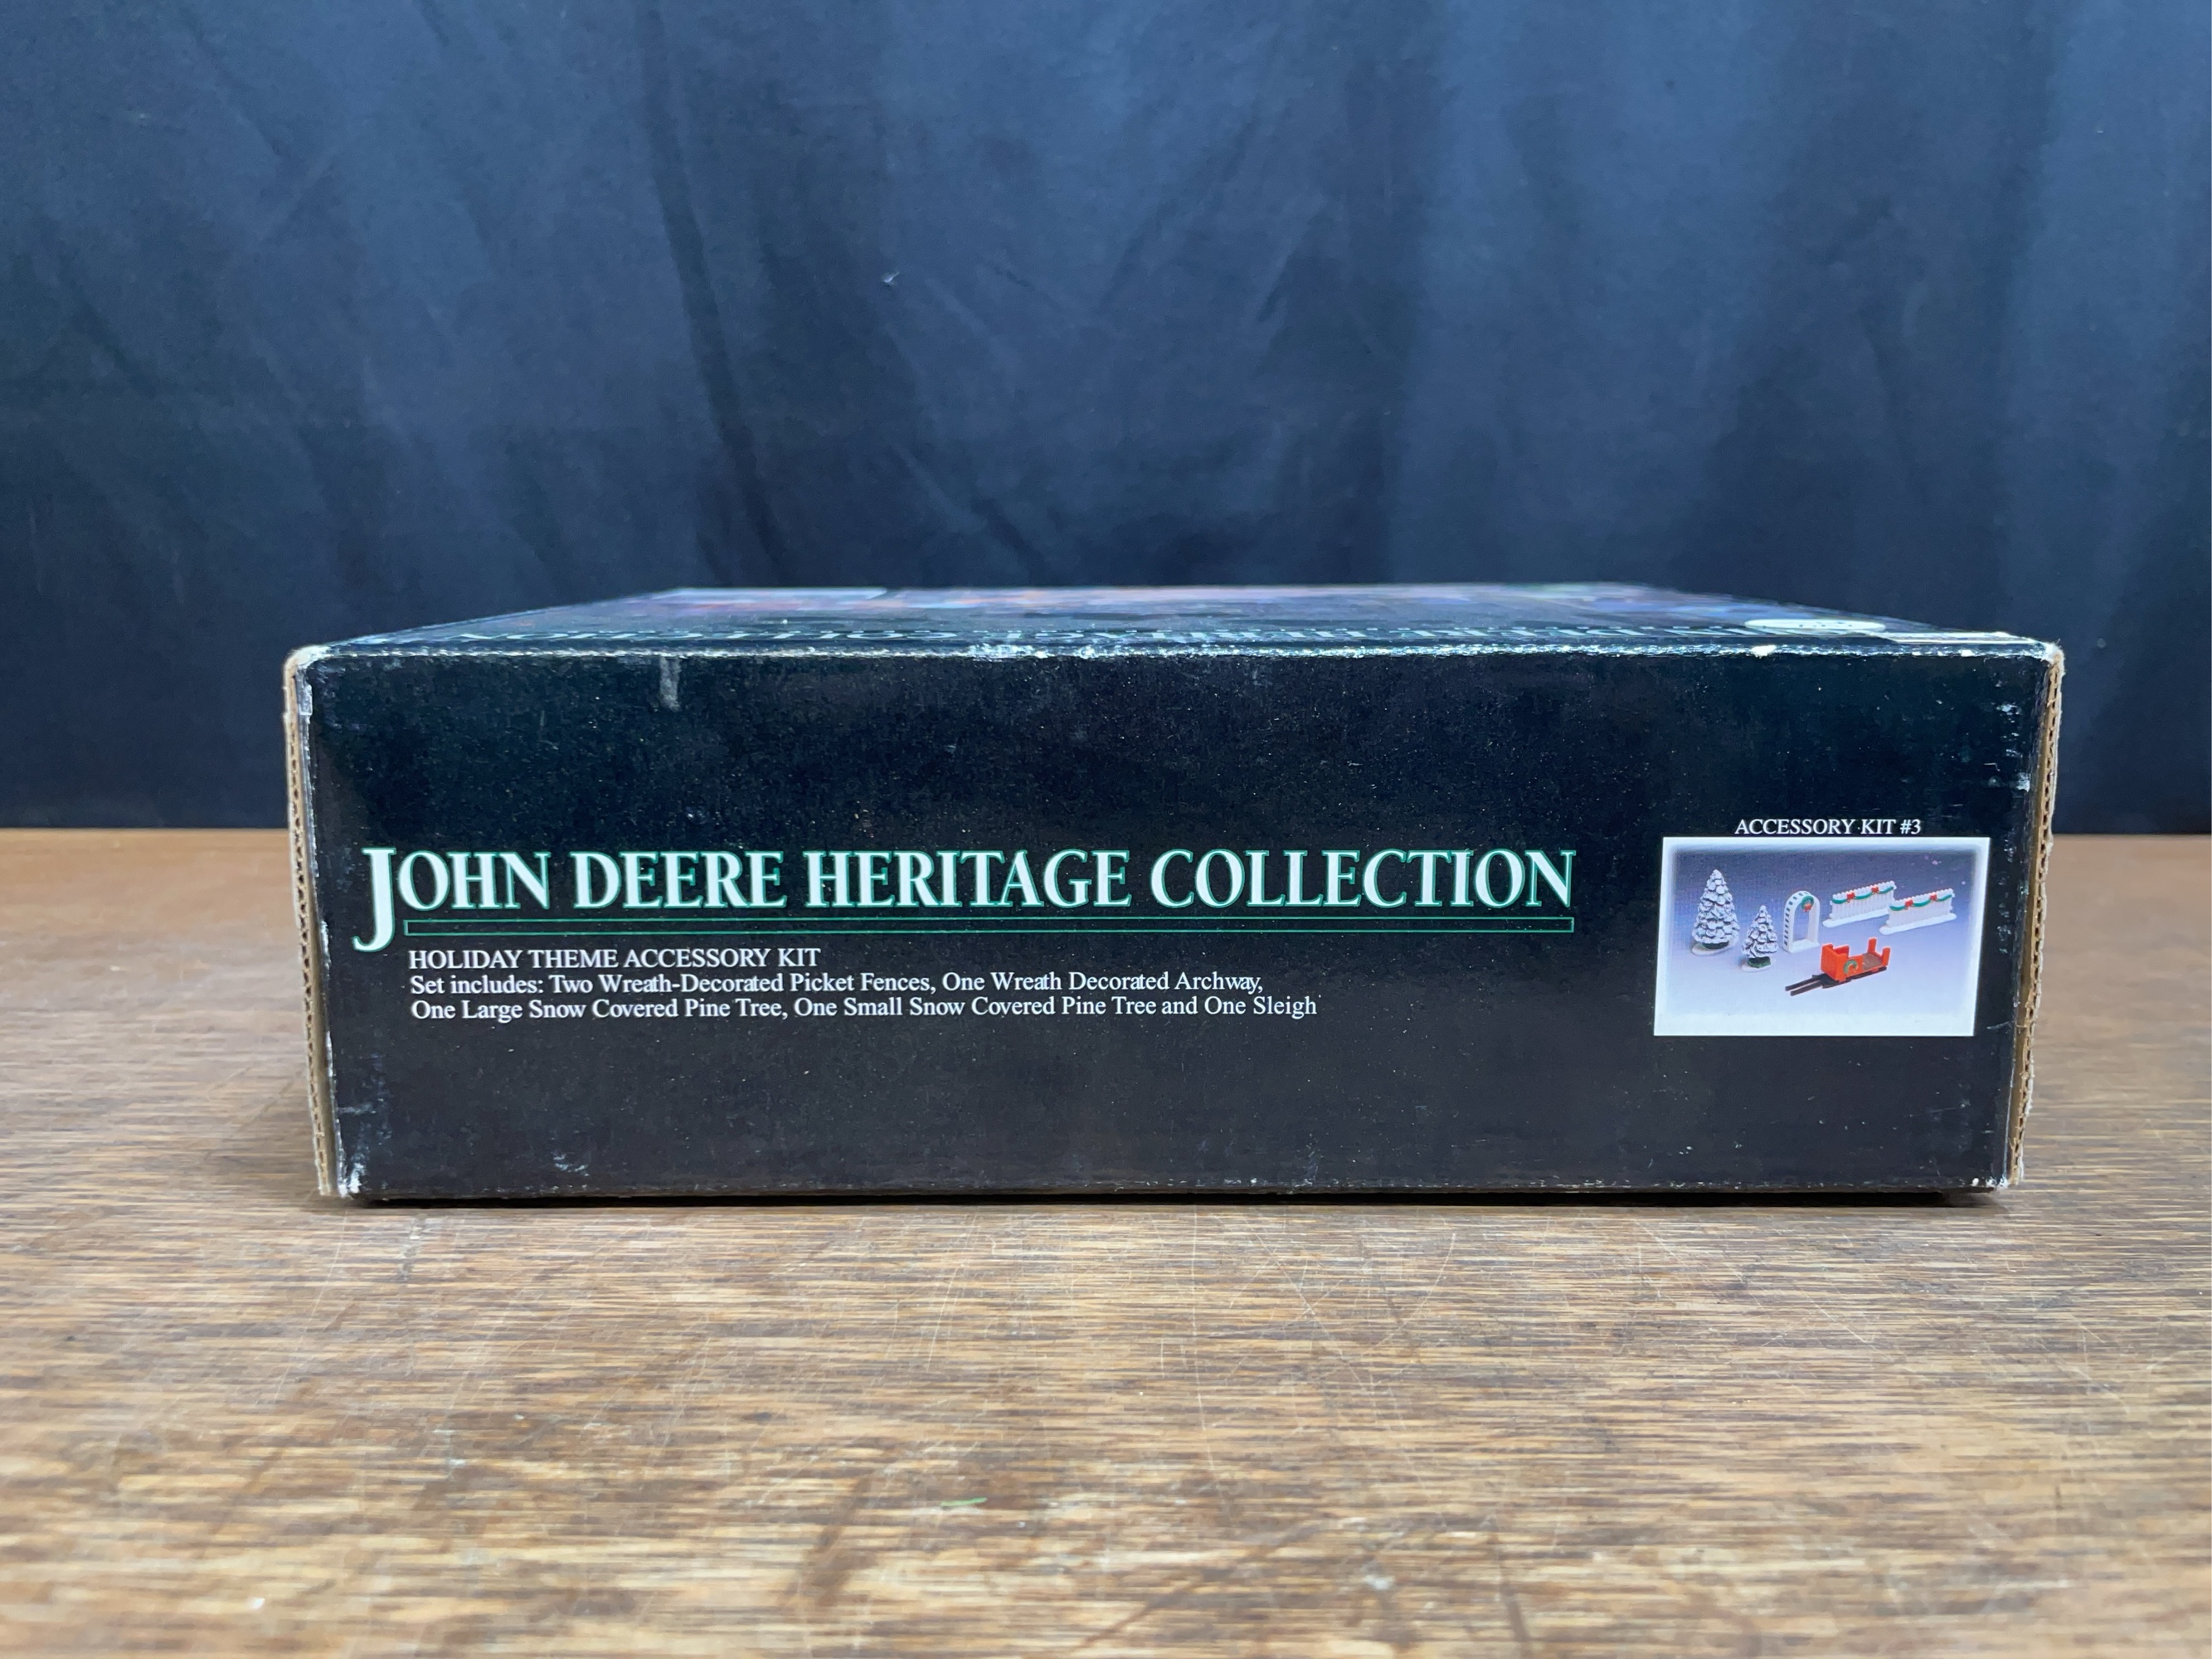 JOHN DEERE HERITAGE COLLECTION
HOLIDAY THEME ACCESSORY KIT
Set includes: Two Wreath-Decorated Picket Fences, One Wreath Decorated Archway,
One Large Snow Covered Pine Tree, One Small Snow Covered Pine Tree and One Sleigh
ACCESSORY KIT #3